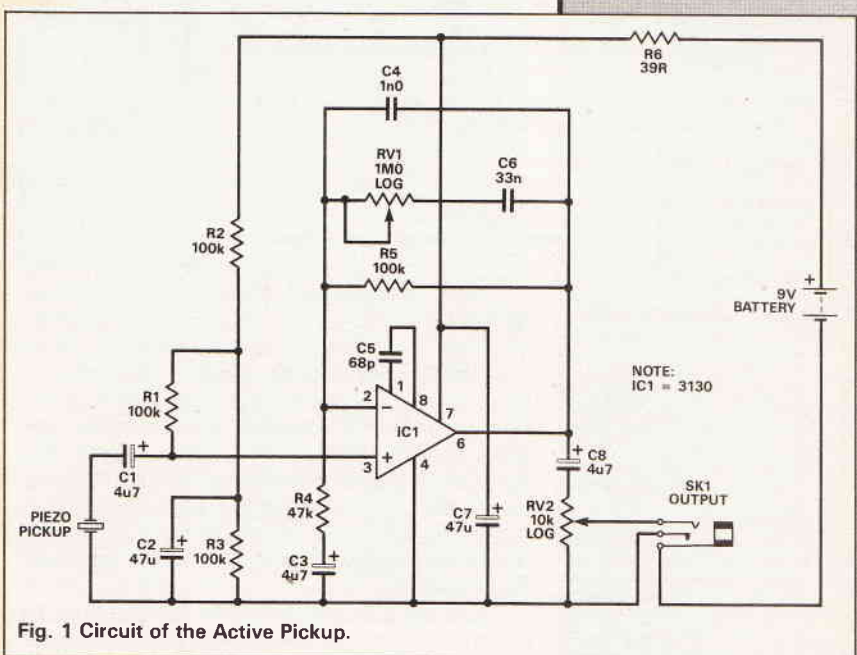 R6
39R
C4
1n0
RV1
1M0
LOG
C6
33n
R2
100k
R5
100k
+
9V
BATTERY
C5
68p
NOTE:
IC1 = 3130
R1
100k
1
8
2
−
7
IC1
6
+
3
4
+
C1
4u7
+
C8
4u7
SK1
OUTPUT
R4
47k
RV2
10k
LOG
PIEZO
PICKUP
C2
47u
+
R3
100k
C3
4u7
+
C7
47u
+
Fig. 1 Circuit of the Active Pickup.